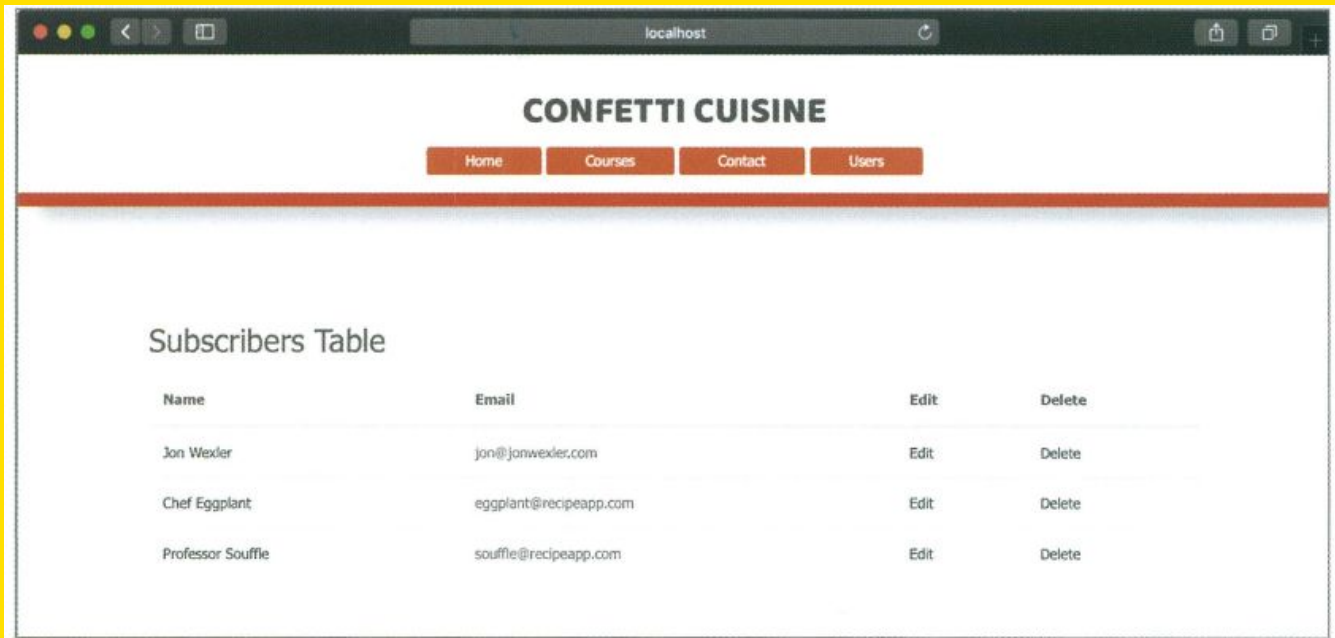 localhost
CONFETTI CUISINE
Home Courses Contact Users
Subscribers Table
Name Email Edit Delete
Jon Wexler jon@jonwexler.com Edit Delete
Chef Eggplant eggplant@recipeapp.com Edit Delete
Professor Souffle souffle@recipeapp.com Edit Delete